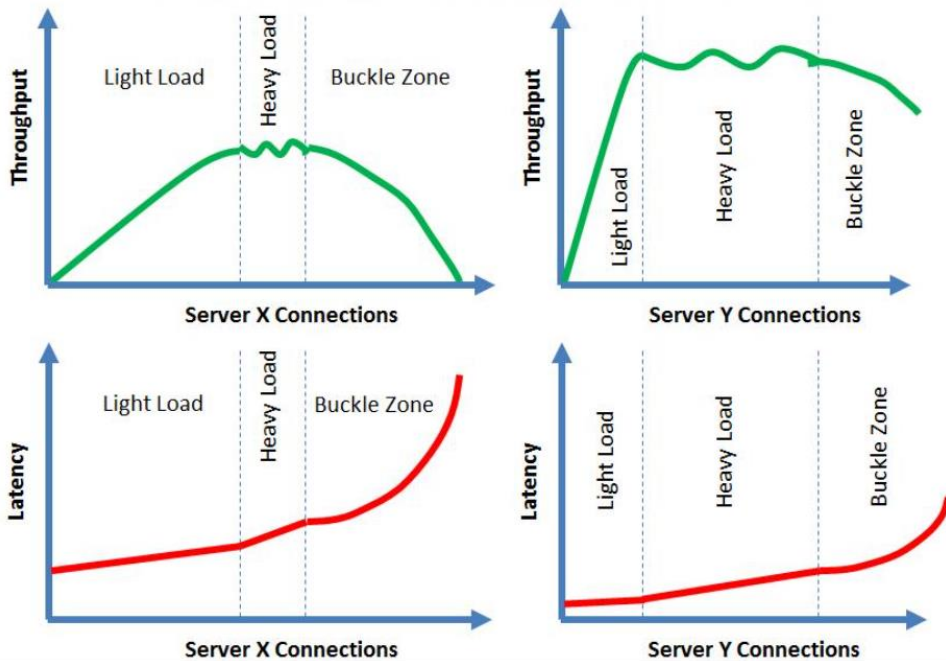 Throughput
Light Load
Heavy Load
Buckle Zone
Server X Connections
Throughput
Light Load
Heavy Load
Buckle Zone
Server Y Connections
Latency
Light Load
Heavy Load
Buckle Zone
Server X Connections
Latency
Light Load
Heavy Load
Buckle Zone
Server Y Connections